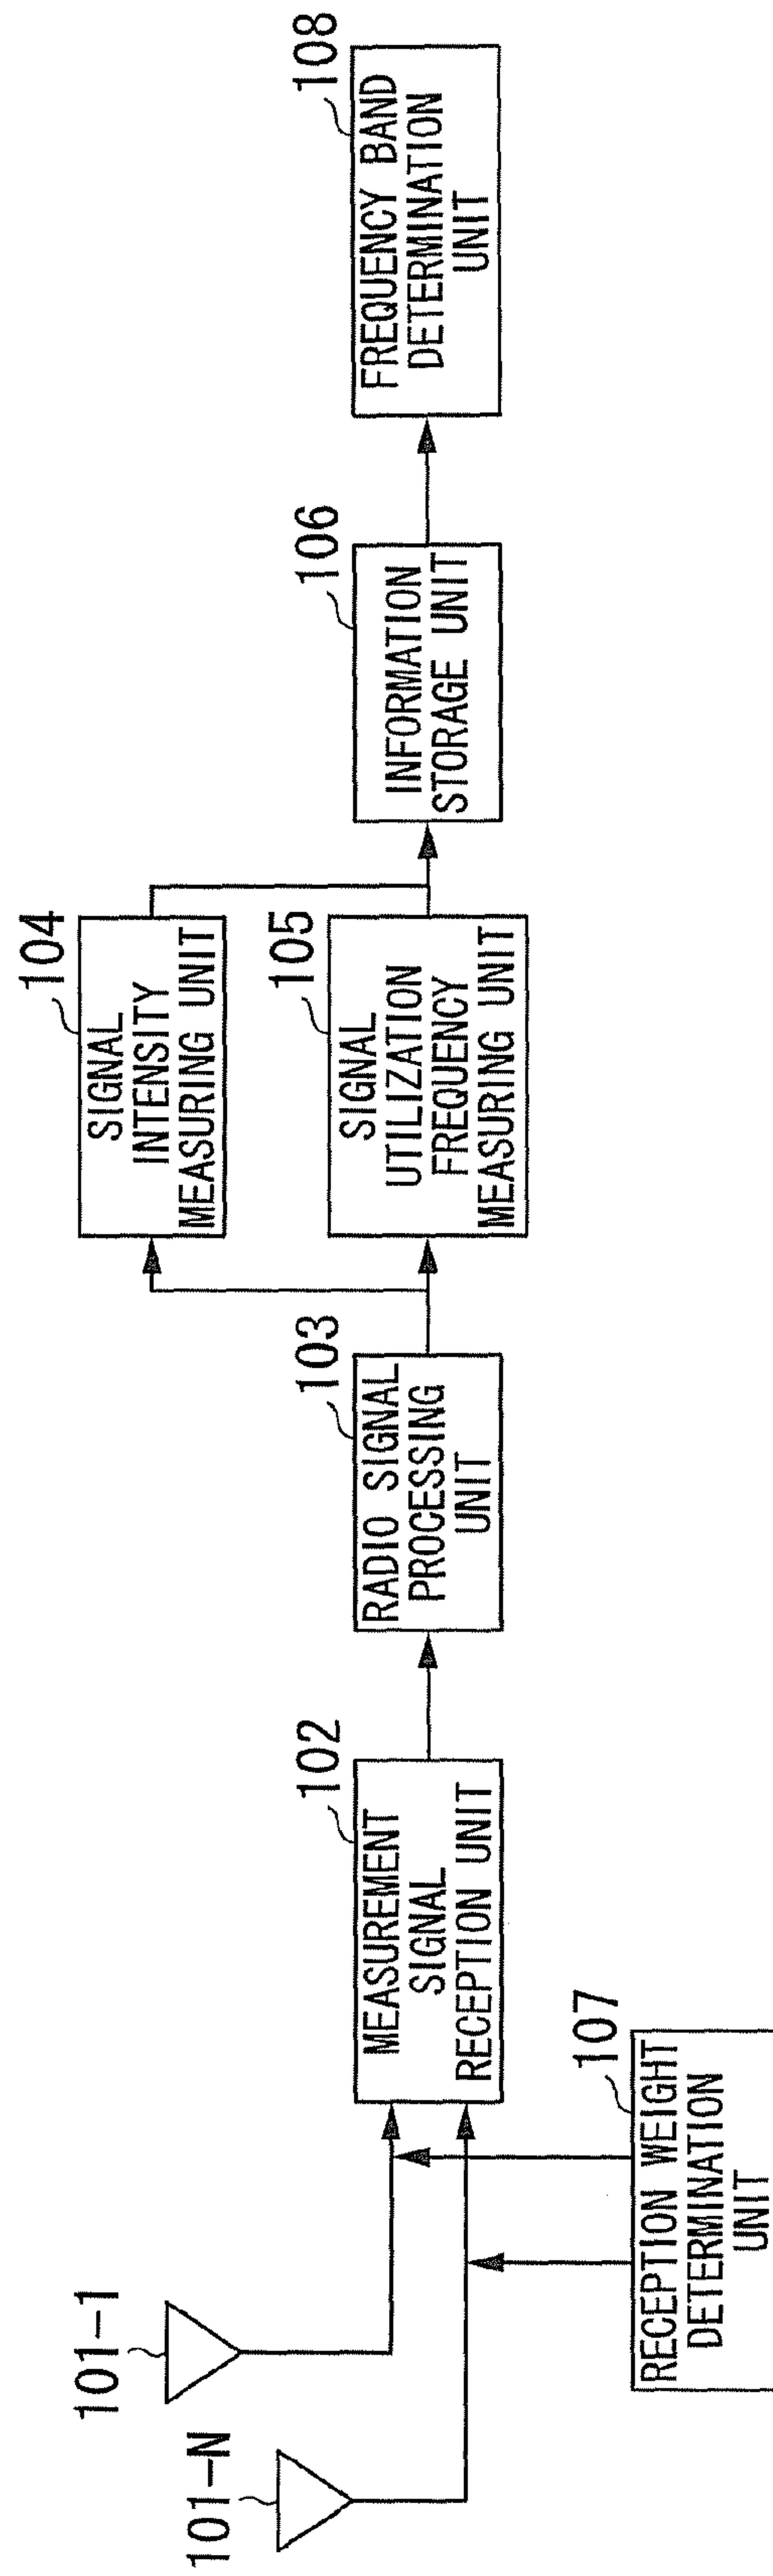 101-1
101-N
102
MEASUREMENT
SIGNAL
RECEPTION UNIT
107
RECEPTION WEIGHT
DETERMINATION
UNIT
103
RADIO SIGNAL
PROCESSING
UNIT
104
SIGNAL
INTENSITY
MEASURING UNIT
105
SIGNAL
UTILIZATION
FREQUENCY
MEASURING UNIT
106
INFORMATION
STORAGE UNIT
108
FREQUENCY BAND
DETERMINATION
UNIT